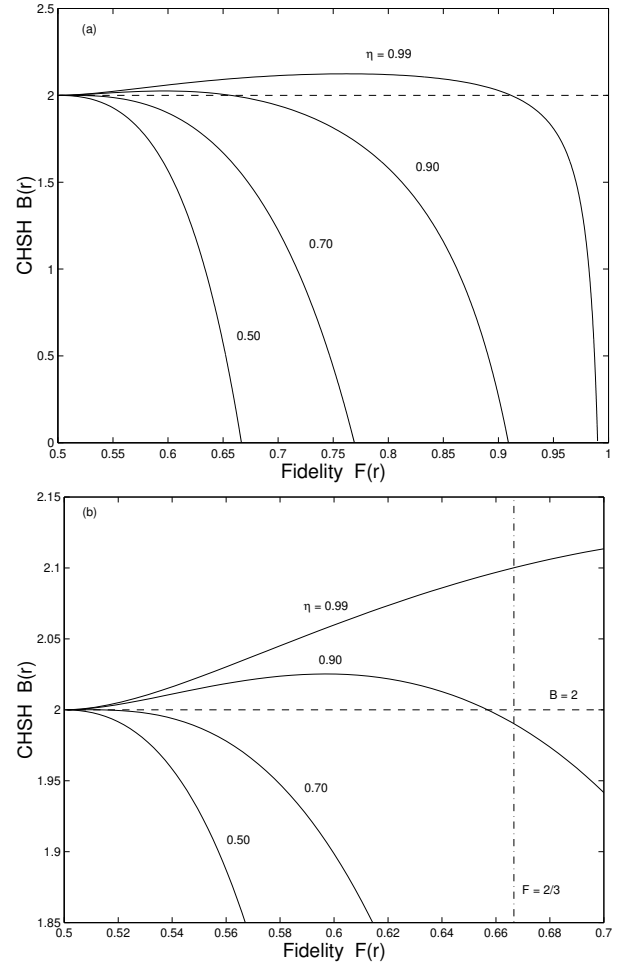 (a)
2.5
2
1.5
1
0.5
0
CHSH B(r)
η = 0.99
0.90
0.70
0.50
0.5 0.55 0.6 0.65 0.7 0.75 0.8 0.85 0.9 0.95 1
Fidelity F(r)
(b)
2.15
2.1
2.05
2
1.95
1.9
1.85
CHSH B(r)
η = 0.99
0.90
B = 2
0.70
0.50
F = 2/3
0.5 0.52 0.54 0.56 0.58 0.6 0.62 0.64 0.66 0.68 0.7
Fidelity F(r)